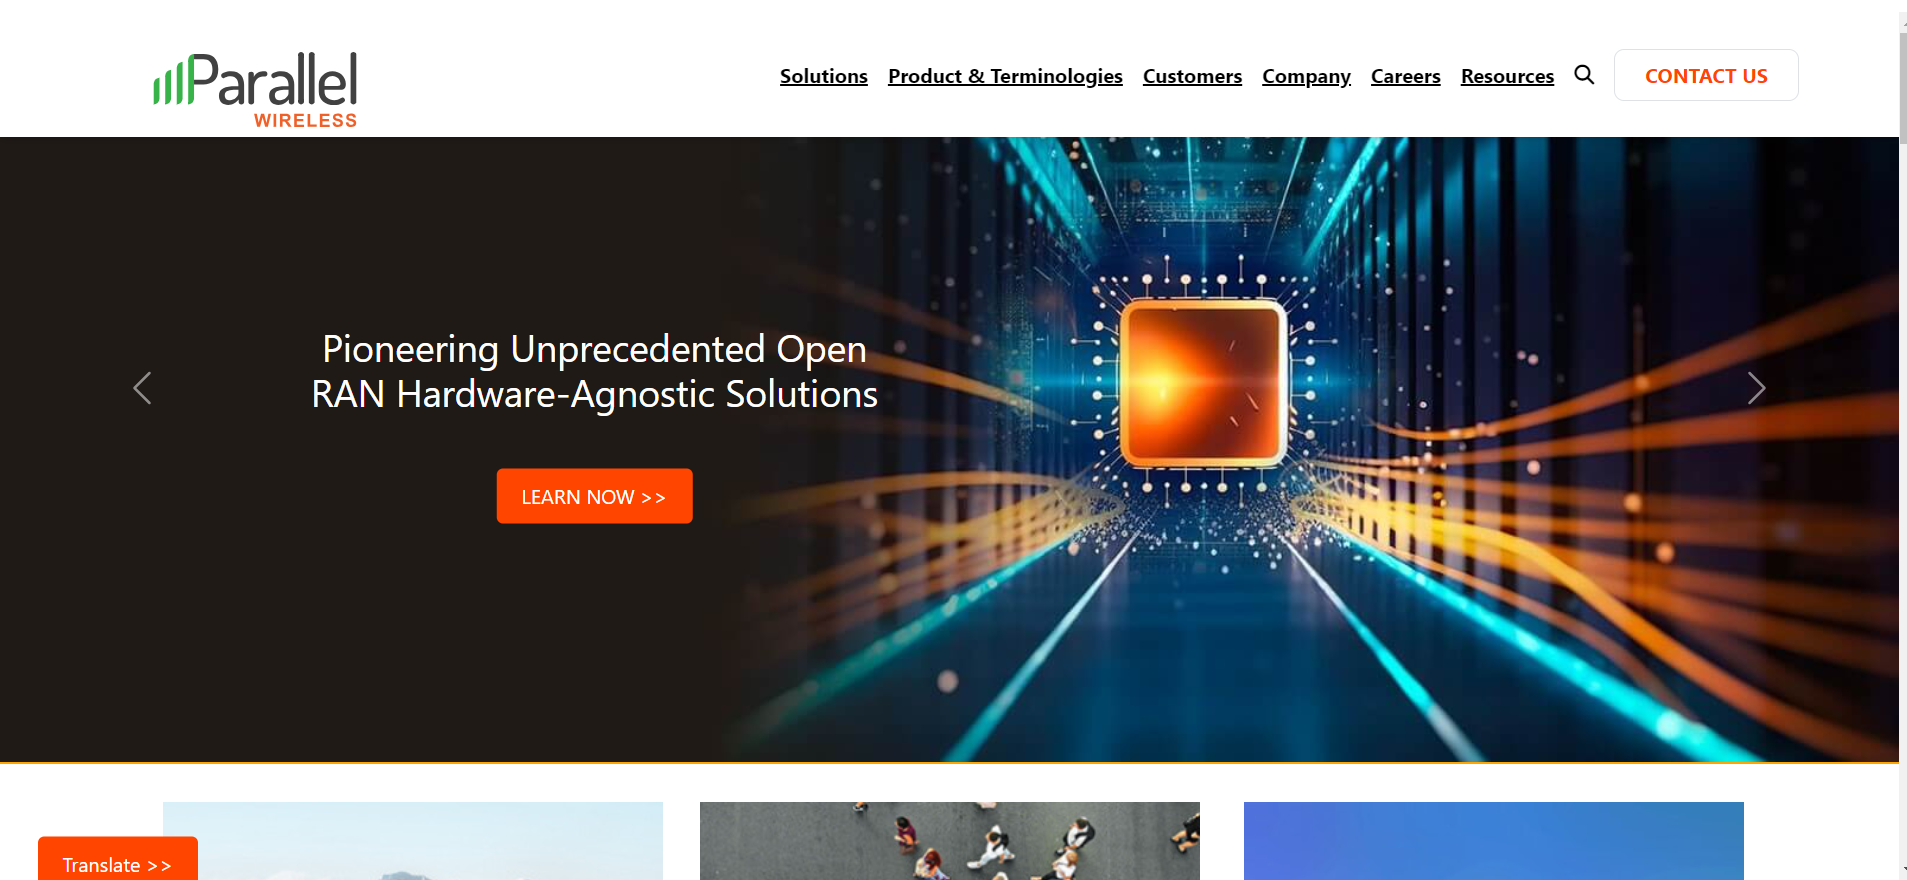 Parallel
WIRELESS
Solutions Product & Terminologies Customers Company Careers Resources CONTACT US
Pioneering Unprecedented Open
RAN Hardware-Agnostic Solutions
LEARN NOW >>
Translate >>